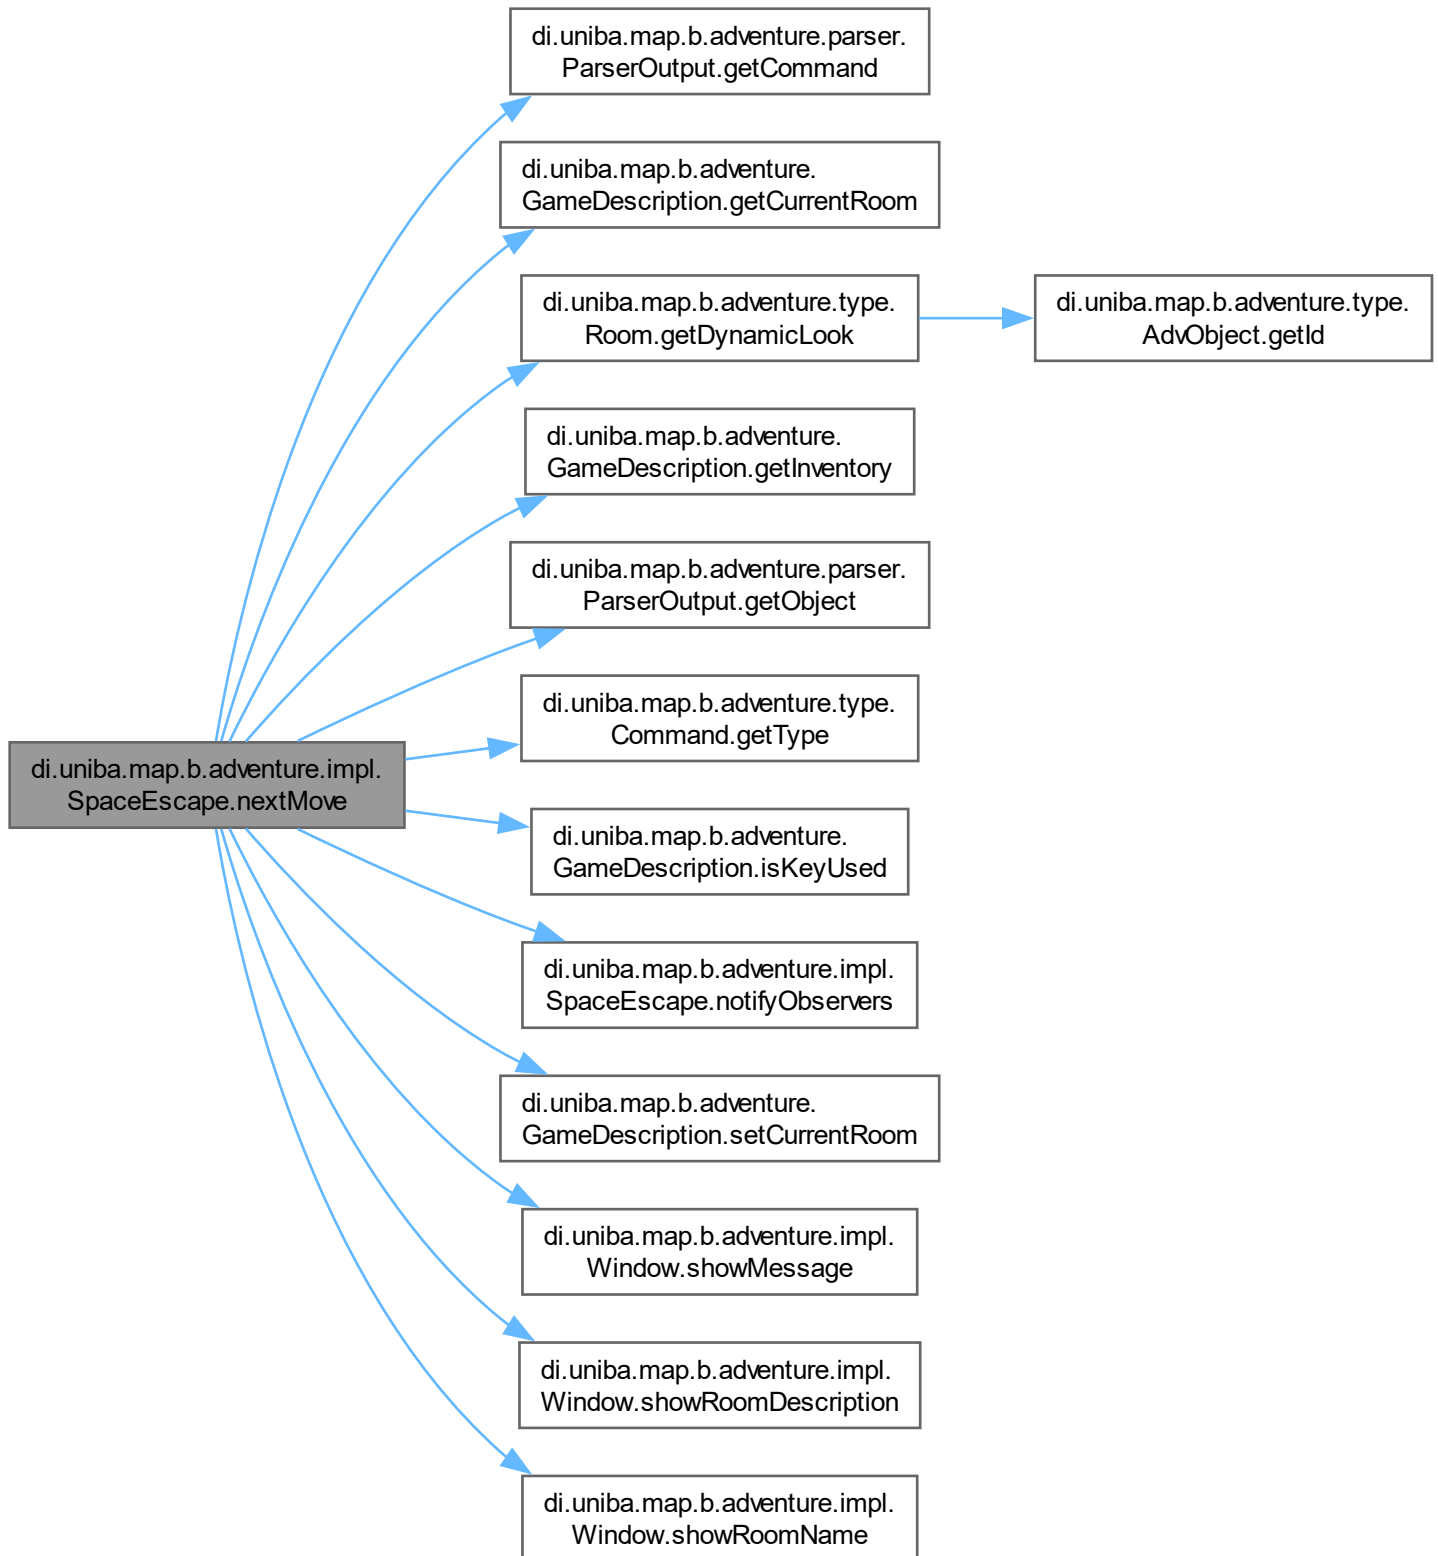 di.uniba.map.b.adventure.parser.
ParserOutput.getCommand
di.uniba.map.b.adventure.
GameDescription.getCurrentRoom
di.uniba.map.b.adventure.type.
Room.getDynamicLook
di.uniba.map.b.adventure.type.
AdvObject.getId
di.uniba.map.b.adventure.
GameDescription.getInventory
di.uniba.map.b.adventure.parser.
ParserOutput.getObject
di.uniba.map.b.adventure.type.
Command.getType
di.uniba.map.b.adventure.impl.
SpaceEscape.nextMove
di.uniba.map.b.adventure.
GameDescription.isKeyUsed
di.uniba.map.b.adventure.impl.
SpaceEscape.notifyObservers
di.uniba.map.b.adventure.
GameDescription.setCurrentRoom
di.uniba.map.b.adventure.impl.
Window.showMessage
di.uniba.map.b.adventure.impl.
Window.showRoomDescription
di.uniba.map.b.adventure.impl.
Window.showRoomName